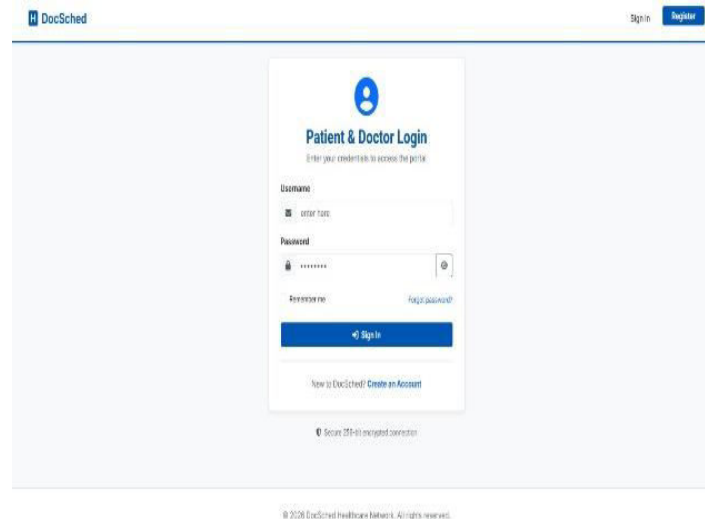 H DocSched
Sign In
Register
Patient & Doctor Login
Enter your credentials to access the portal
Username
enter here
Password
••••••••
Remember me
Forgot password?
Sign In
New to DocSched? Create an Account
Secure 256-bit encrypted connection
© 2026 DocSched Healthcare Network. All rights reserved.